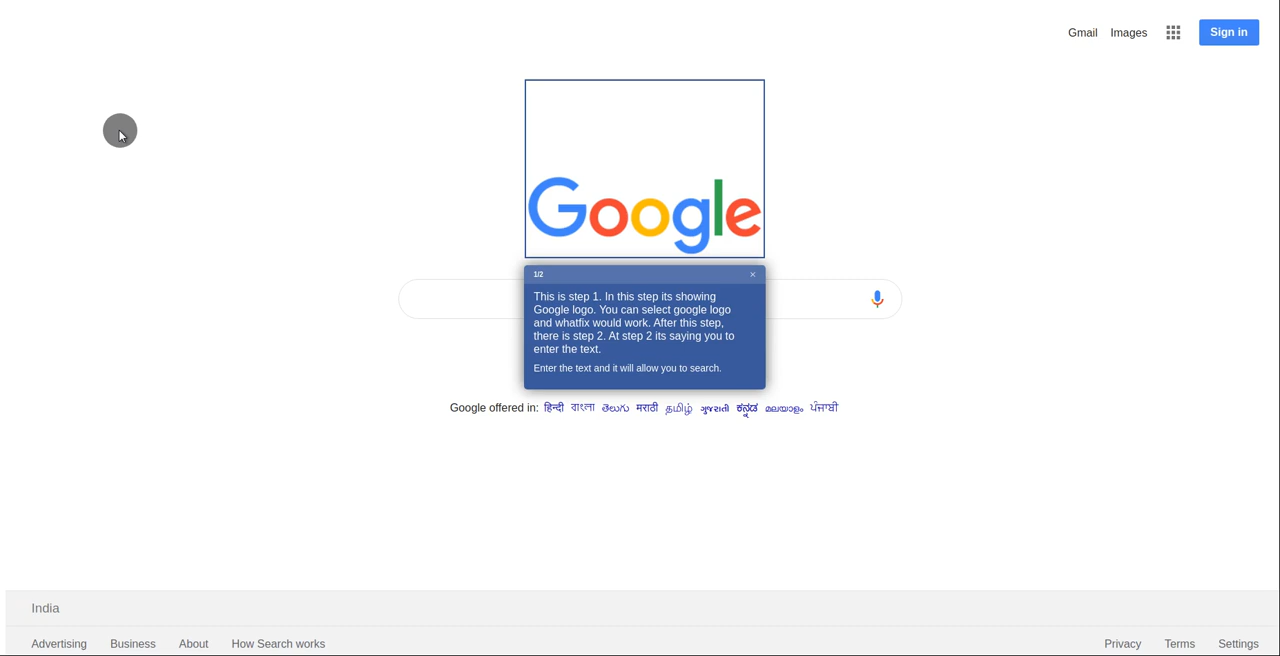 Gmail Images Sign in
Google
1/2
This is step 1. In this step its showing
Google logo. You can select google logo
and whatfix would work. After this step,
there is step 2. At step 2 its saying you to
enter the text.
Enter the text and it will allow you to search.
Google offered in: हिन्दी বাংলা తెలుగు मराठी தமிழ் ગુજરાતી ಕನ್ನಡ മലയാളം ਪੰਜਾਬੀ
India
Advertising Business About How Search works Privacy Terms Settings